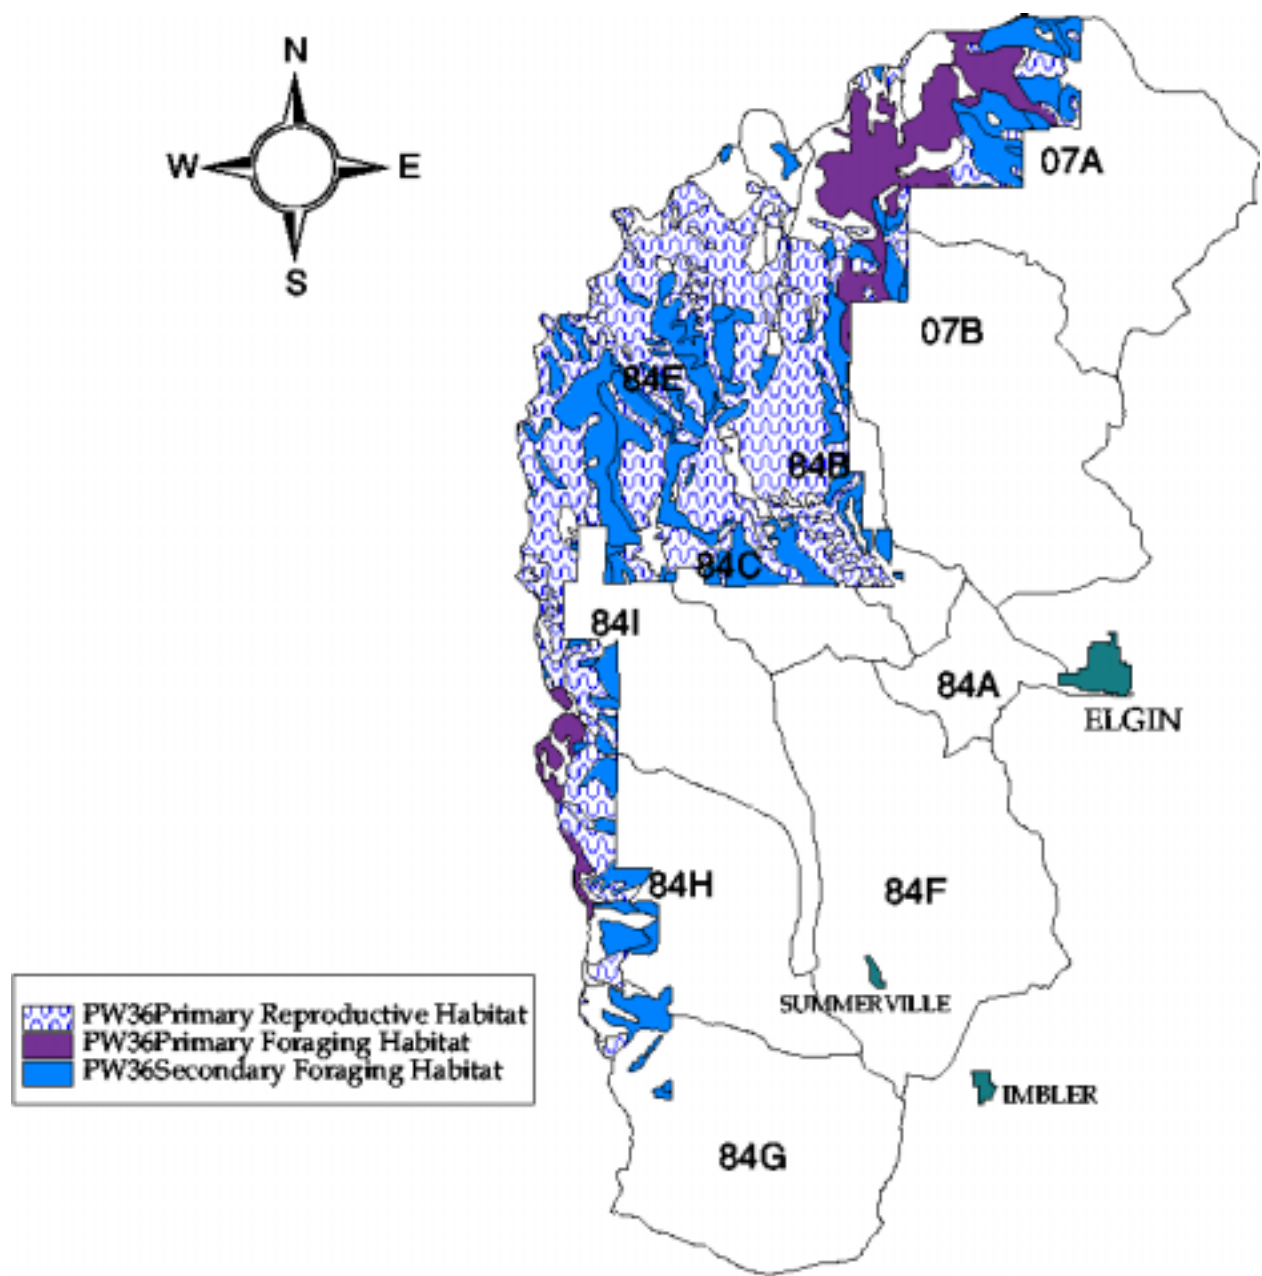 N
W E
S
07A
07B
84E
84B
84C
84I
84A
ELGIN
84H
84F
SUMMERVILLE
PW36Primary Reproductive Habitat
PW36Primary Foraging Habitat
PW36Secondary Foraging Habitat
IMBLER
84G